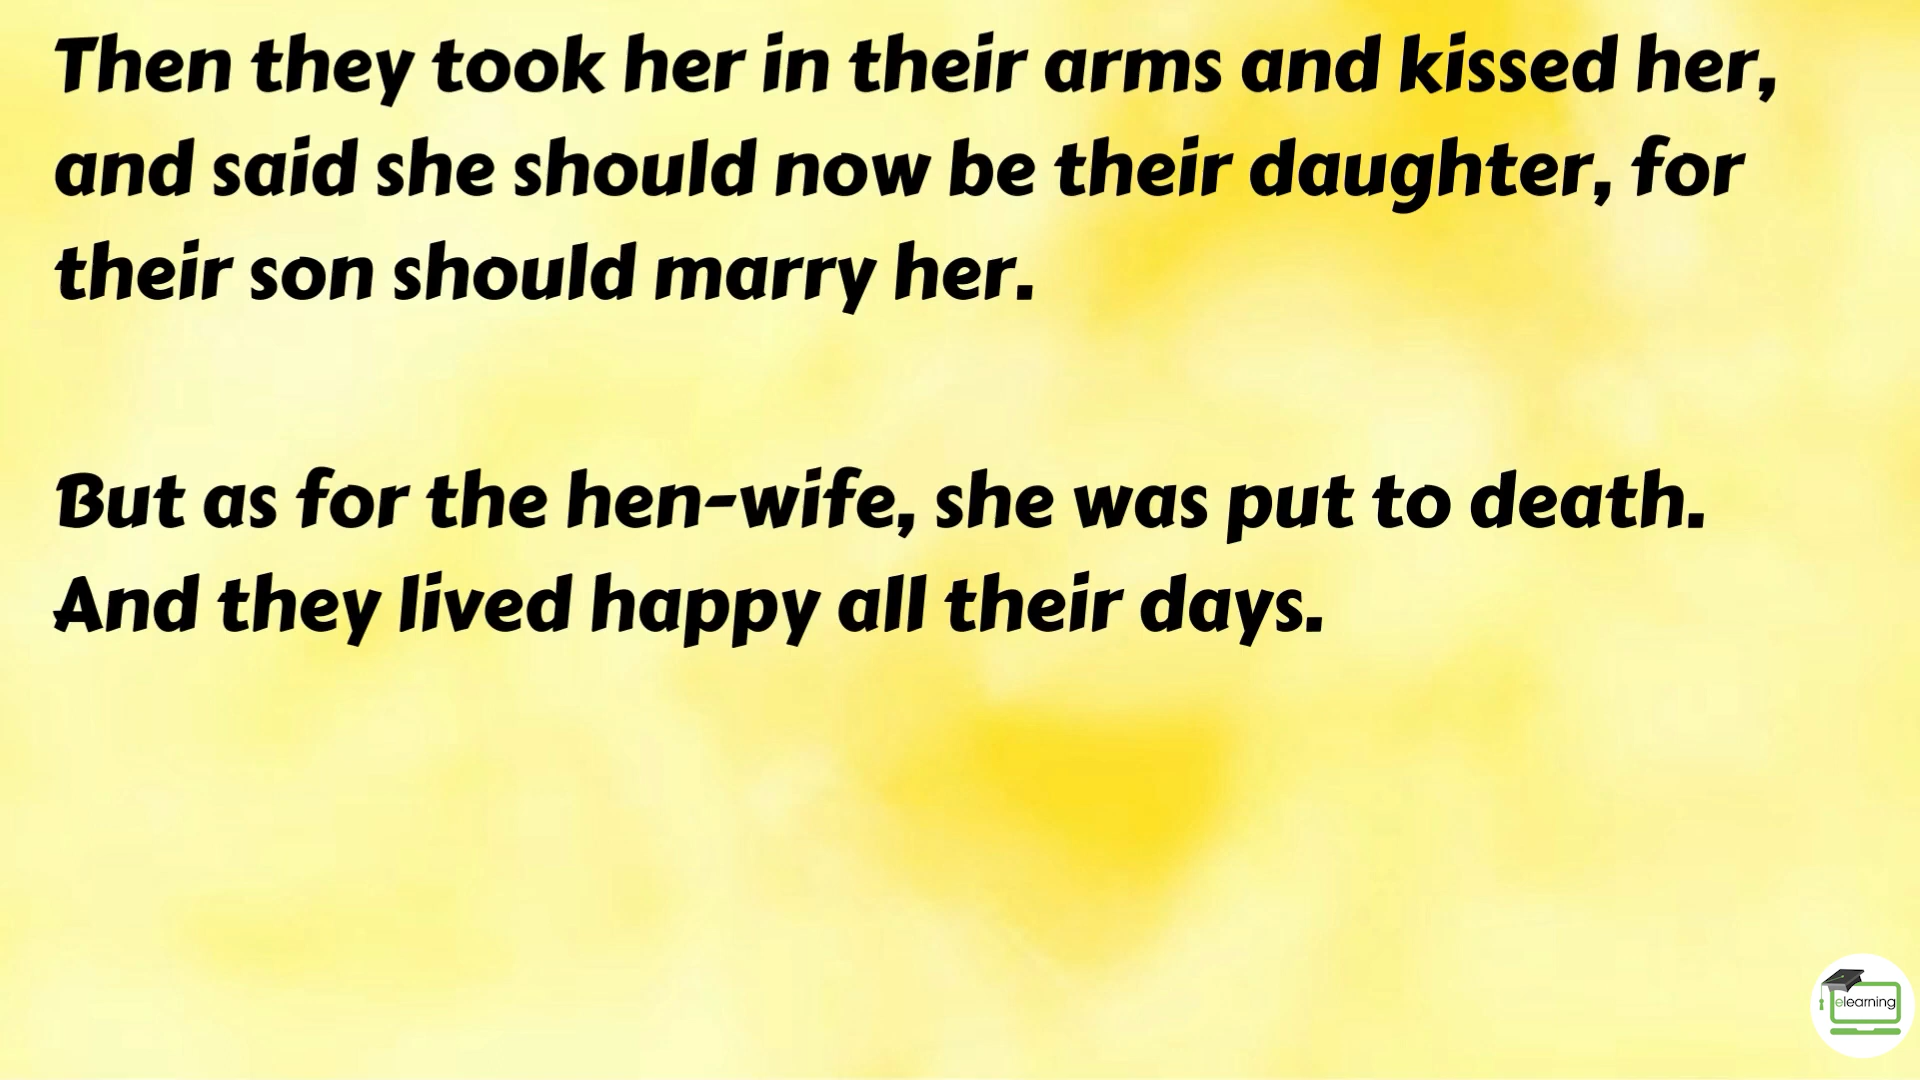 Then they took her in their arms and kissed her,
and said she should now be their daughter, for
their son should marry her.
But as for the hen-wife, she was put to death.
And they lived happy all their days.
elearning